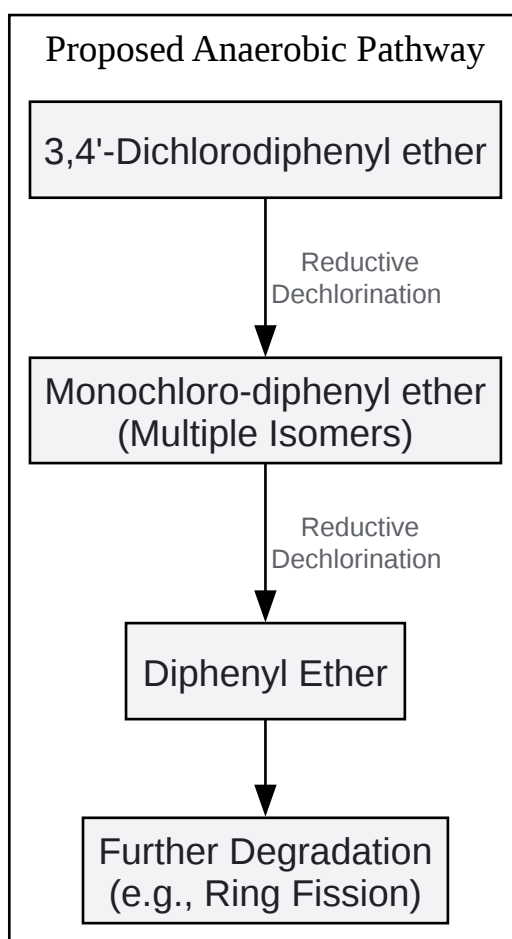 Proposed Anaerobic Pathway
3,4'-Dichlorodiphenyl ether
Reductive
Dechlorination
Monochloro-diphenyl ether
(Multiple Isomers)
Reductive
Dechlorination
Diphenyl Ether
Further Degradation
(e.g., Ring Fission)